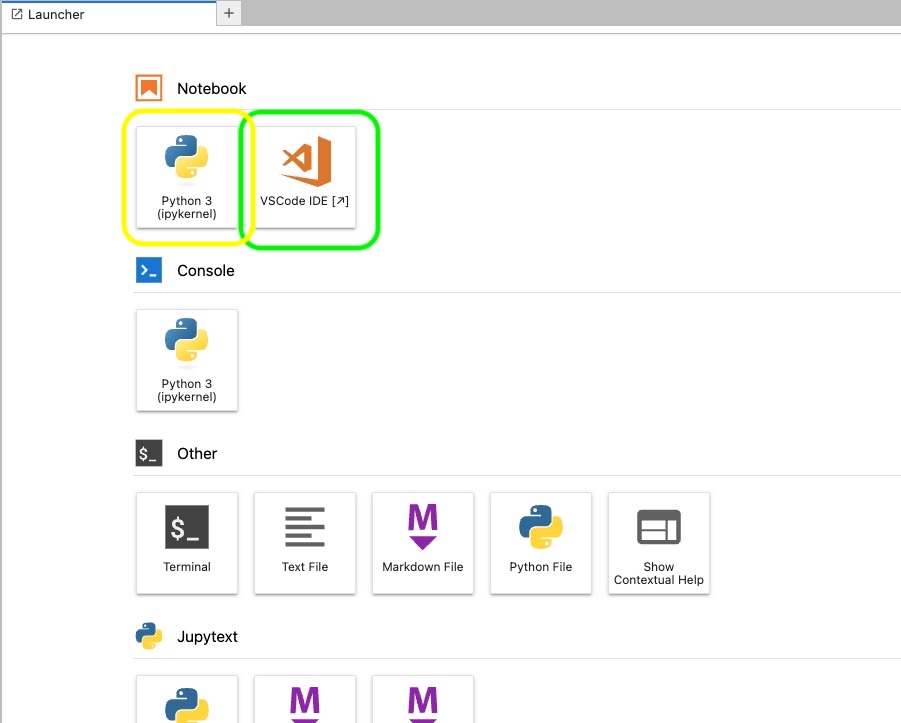 Launcher
+
Notebook
Python 3
(ipykernel)
VSCode IDE [↗]
>_ Console
Python 3
(ipykernel)
$_ Other
$_
Terminal
Text File
M
Markdown File
Python File
Show
Contextual Help
Jupytext
M
M